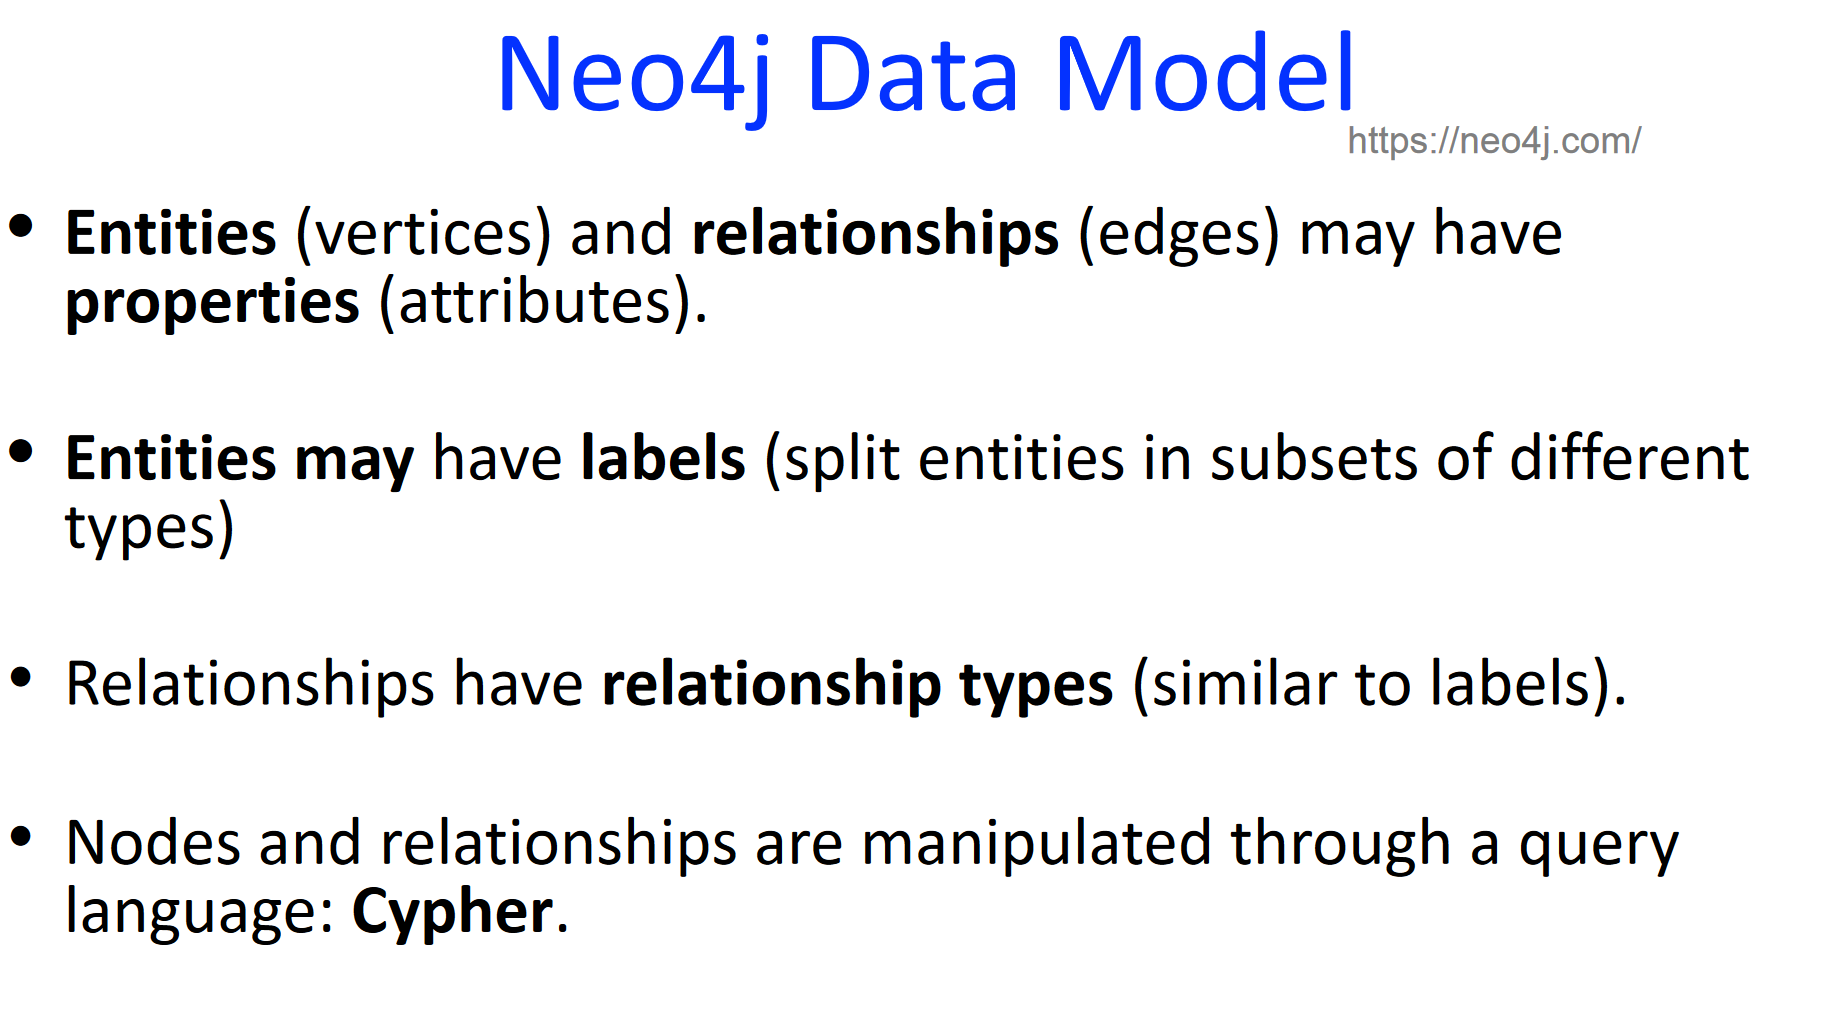 Neo4j Data Model
https://neo4j.com/
• Entities (vertices) and relationships (edges) may have
properties (attributes).
• Entities may have labels (split entities in subsets of different
types)
• Relationships have relationship types (similar to labels).
• Nodes and relationships are manipulated through a query
language: Cypher.